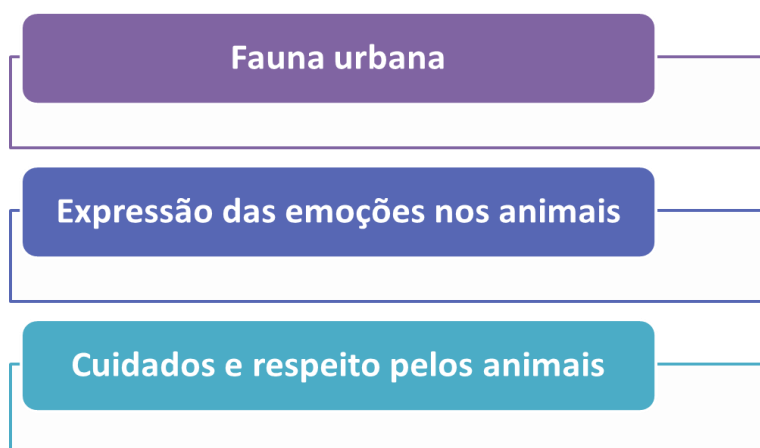 Fauna urbana
Expressão das emoções nos animais
Cuidados e respeito pelos animais